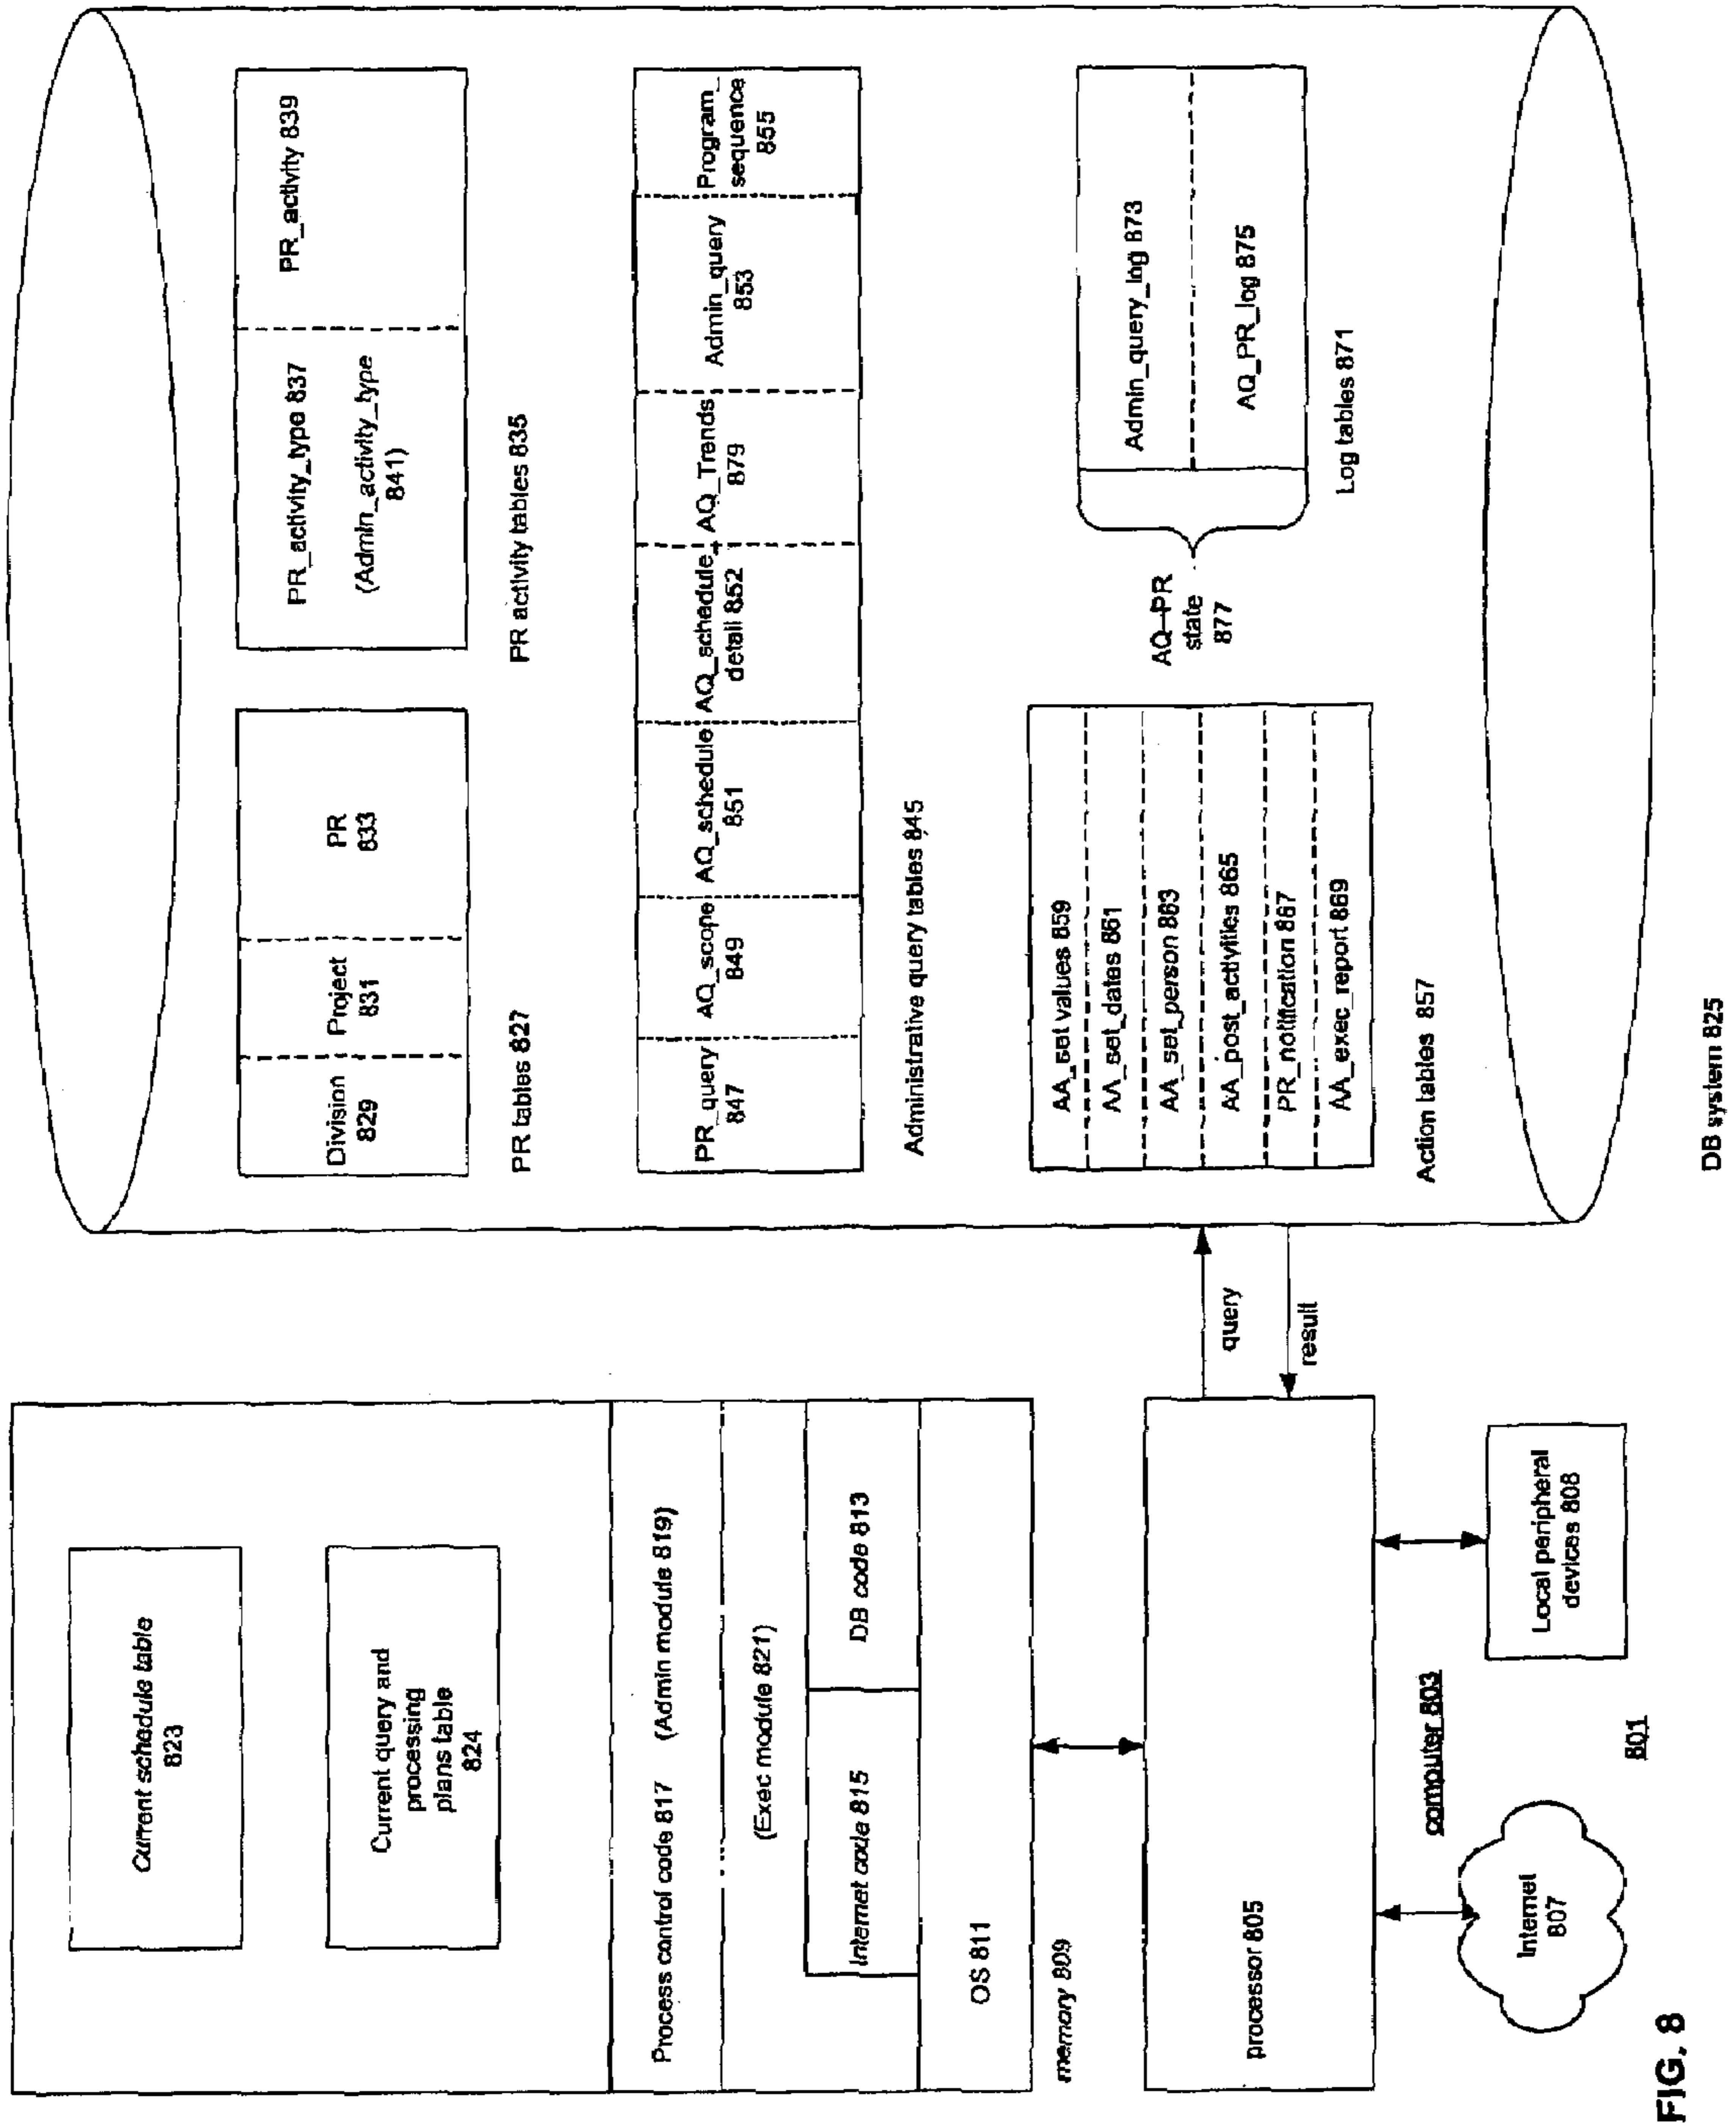 Current schedule table
823
Current query and
processing
plans table
824
Process control code 817 (Admin module 819)
(Exec module 821)
Internet code 815
DB code 813
OS 811
memory 809
processor 805
query
result
Internet
807
computer 803
Local peripheral
devices 808
801
FIG. 8
Division
829
Project
831
PR
833
PR tables 827
PR_activity_type 837
(Admin_activity_type
841)
PR_activity 839
PR activity tables 835
PR_query
847
AQ_scope
849
AQ_schedule
851
AQ_schedule_
detail 852
AQ_Trends
879
Admin_query
853
Program_
sequence
855
Administrative query tables 845
AA_set values 859
AA_set_dates 861
AA_set_person 863
AA_post_activities 865
PR_notification 867
AA_exec_report 869
Action tables 857
AQ-PR
state
877
Admin_query_log 873
AQ_PR_log 875
Log tables 871
DB system 825